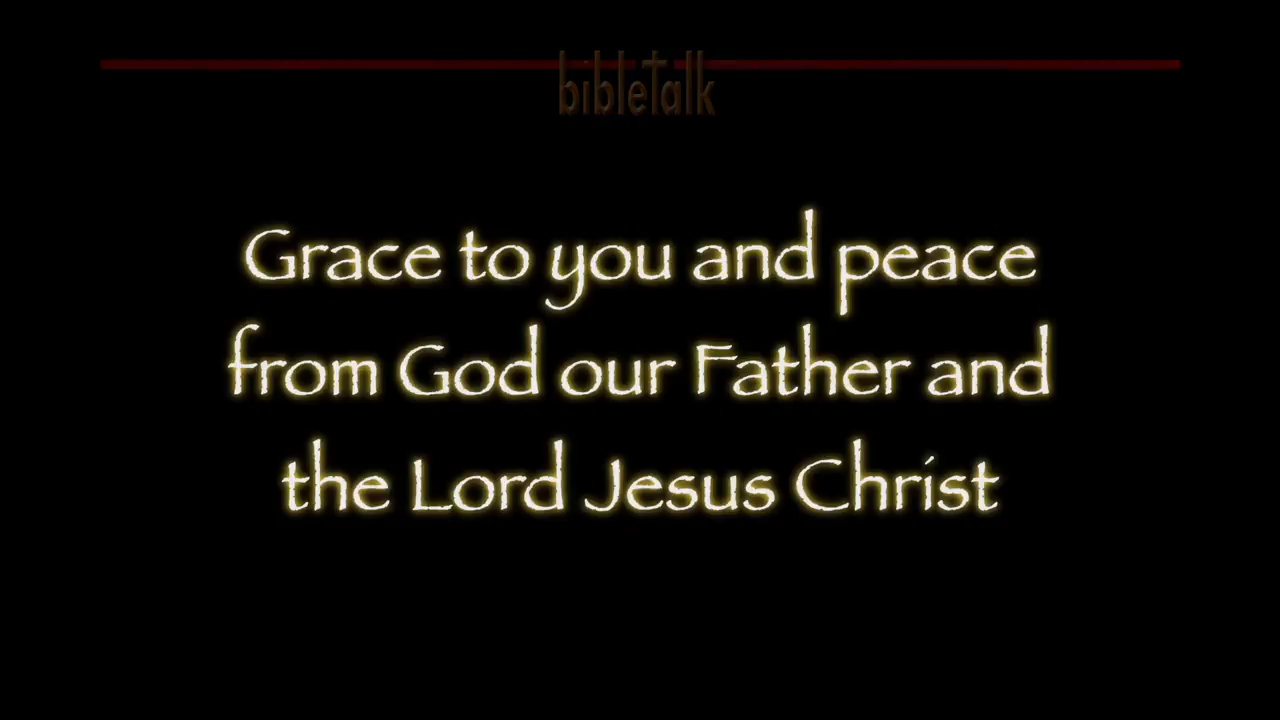 bibleTalk
Grace to you and peace
from God our Father and
the Lord Jesus Christ